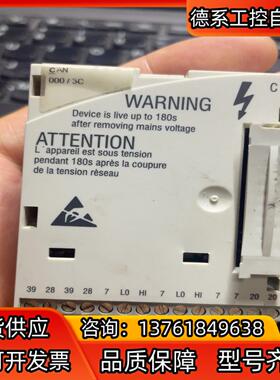 德系工控自
CAN
000 / 3C
WARNING
Device is live up to 180s
after removing mains voltage
ATTENTION
L´appareil est sous tension
pendant 180s après la coupure
de la tension réseau
C
39 28 39 28 7 LO HI 7 LO HI 7 7 20 20
货供应
咨询：13761849638
可开发票
品质保障
型号齐